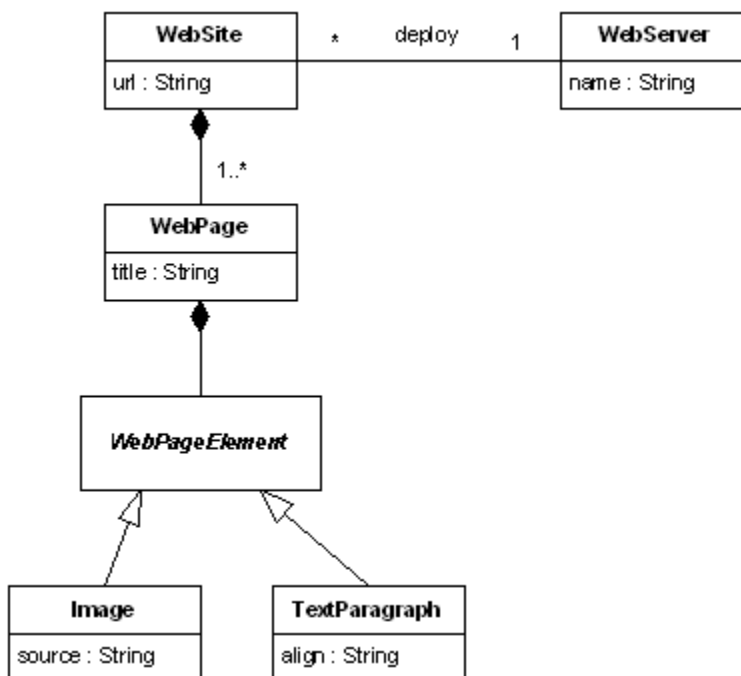 WebSite
* deploy 1
WebServer
url : String
name : String
1..*
WebPage
title : String
WebPageElement
Image
TextParagraph
source : String
align : String